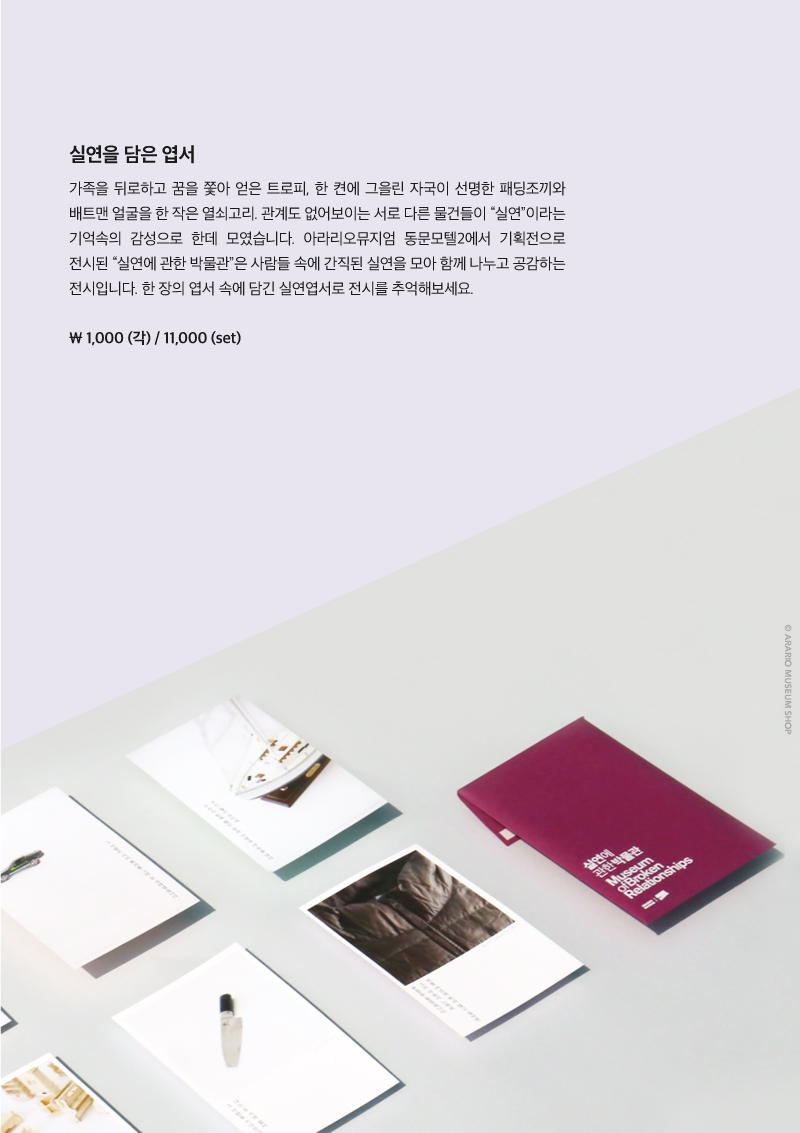 실연을 담은 엽서
가족을 뒤로하고 꿈을 쫓아 얻은 트로피, 한 켠에 그을린 자국이 선명한 패딩조끼와
배트맨 얼굴을 한 작은 열쇠고리. 관계도 없어보이는 서로 다른 물건들이 “실연”이라는
기억속의 감성으로 한데 모였습니다. 아라리오뮤지엄 동문모텔2에서 기획전으로
전시된 “실연에 관한 박물관”은 사람들 속에 간직된 실연을 모아 함께 나누고 공감하는
전시입니다. 한 장의 엽서 속에 담긴 실연엽서로 전시를 추억해보세요.
₩ 1,000 (각) / 11,000 (set)
© ARARIO MUSEUM SHOP
실연에
관한박물관
Museum
of Broken
Relationships